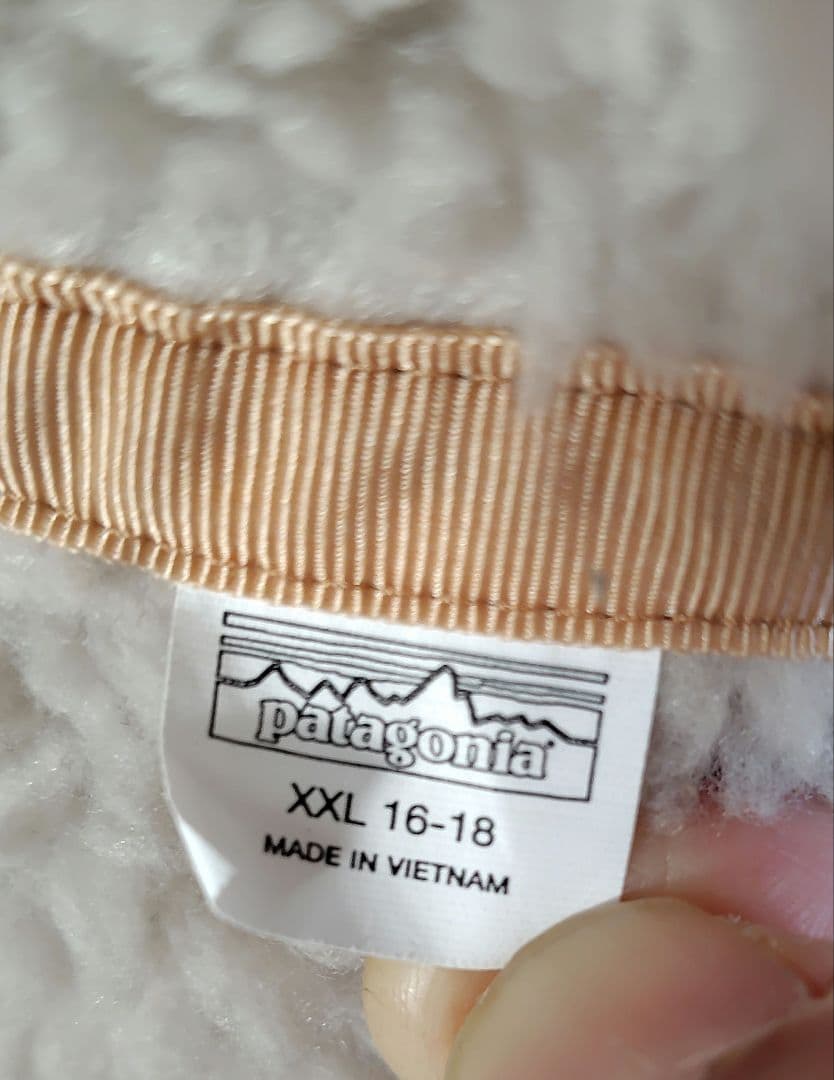 patagonia
XXL 16-18
MADE IN VIETNAM